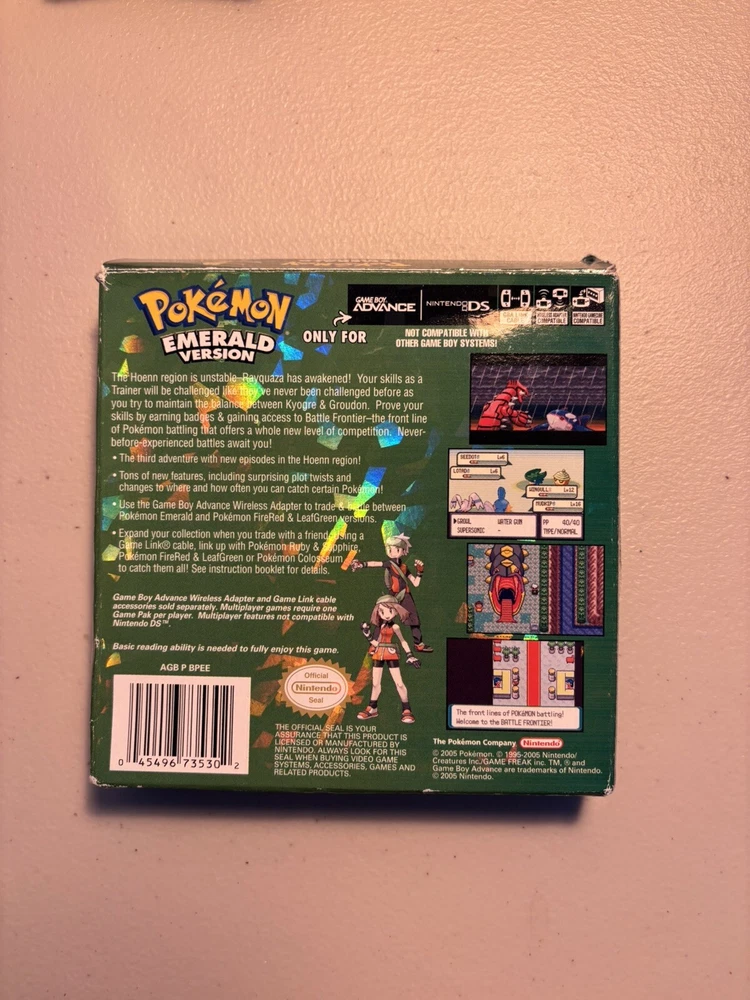 POKéMON
EMERALD
VERSION
ONLY FOR
GAME BOY
ADVANCE
NINTENDO DS
COMPATIBLE
COMPATIBLE
NOT COMPATIBLE WITH
OTHER GAME BOY SYSTEMS!
The Hoenn region is unstable. Rayquaza has awakened! Your skills as a
Trainer will be challenged like they've never been challenged before as
you try to maintain the balance between Kyogre & Groudon. Prove your
skills by earning badges & gaining access to Battle Frontier–the front line
of Pokémon battling that offers a whole new level of competition. Never-
before-experienced battles await you!
• The third adventure with new episodes in the Hoenn region!
• Tons of new features, including surprising plot twists and
changes to where and how often you can catch certain Pokémon!
• Use the Game Boy Advance Wireless Adapter to trade & battle between
Pokémon Emerald and Pokémon FireRed & LeafGreen versions.
• Expand your collection when you trade with a friend. Using a
Game Link® cable, link up with Pokémon Ruby & Sapphire,
Pokémon FireRed & LeafGreen or Pokémon Colosseum
to catch them all! See instruction booklet for details.
Game Boy Advance Wireless Adapter and Game Link cable
accessories sold separately. Multiplayer games require one
Game Pak per player. Multiplayer features not compatible with
Nintendo DS™.
Basic reading ability is needed to fully enjoy this game.
AGB P BPEE
0 45496 73530 2
Official
Nintendo
Seal
THE OFFICIAL SEAL IS YOUR
ASSURANCE THAT THIS PRODUCT IS
LICENSED OR MANUFACTURED BY
NINTENDO. ALWAYS LOOK FOR THIS
SEAL WHEN BUYING VIDEO GAME
SYSTEMS, ACCESSORIES, GAMES AND
RELATED PRODUCTS.
SEEDOT Lv6
LOTAD Lv6
WINGULL Lv12
MUDKIP Lv16
GROWL WATER GUN
SUPERSONIC -
PP 40/40
TYPE/NORMAL
The front lines of POKéMON battling!
Welcome to the BATTLE FRONTIER!
The Pokémon Company Nintendo
© 2005 Pokémon. © 1995-2005 Nintendo/
Creatures Inc./GAME FREAK inc. TM, ® and
Game Boy Advance are trademarks of Nintendo.
© 2005 Nintendo.